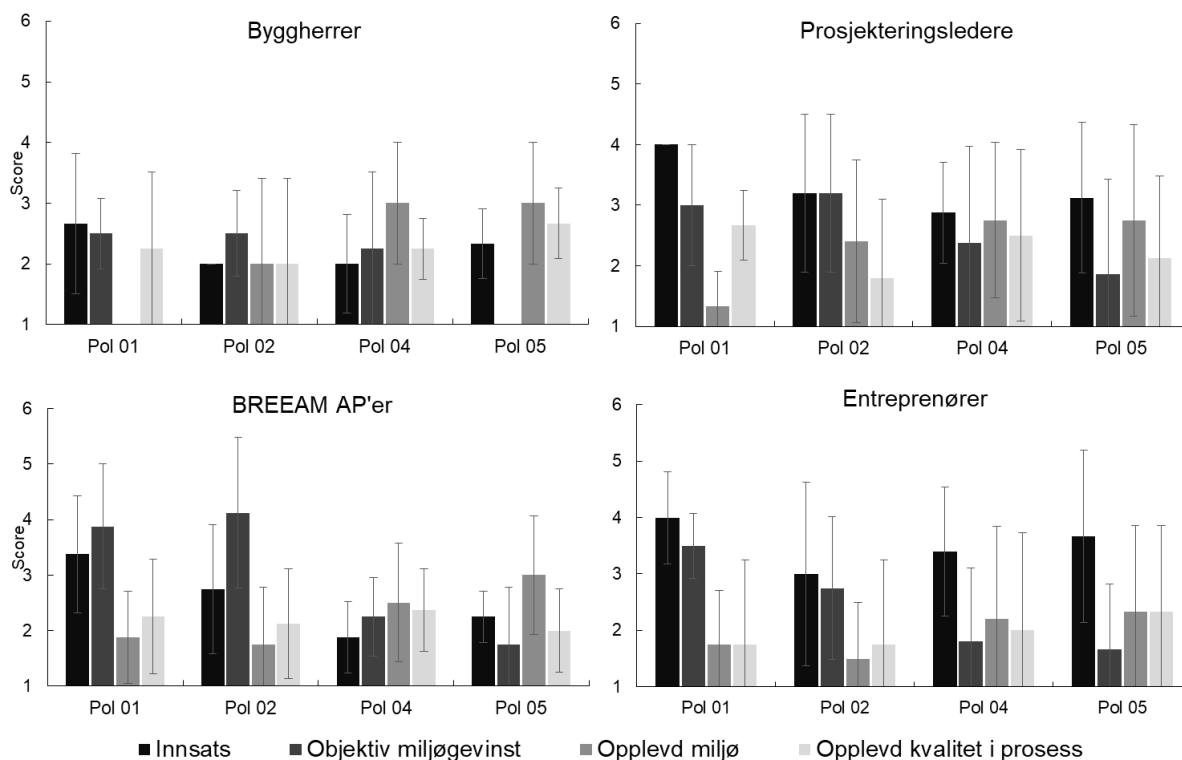 Byggherrer
6
5
4
3
2
1
Score
Pol 01 Pol 02 Pol 04 Pol 05
Prosjekteringsledere
6
5
4
3
2
1
Pol 01 Pol 02 Pol 04 Pol 05
BREEAM AP'er
6
5
4
3
2
1
Score
Pol 01 Pol 02 Pol 04 Pol 05
Entreprenører
6
5
4
3
2
1
Pol 01 Pol 02 Pol 04 Pol 05
Innsats Objektiv miljøgevinst Opplevd miljø Opplevd kvalitet i prosess